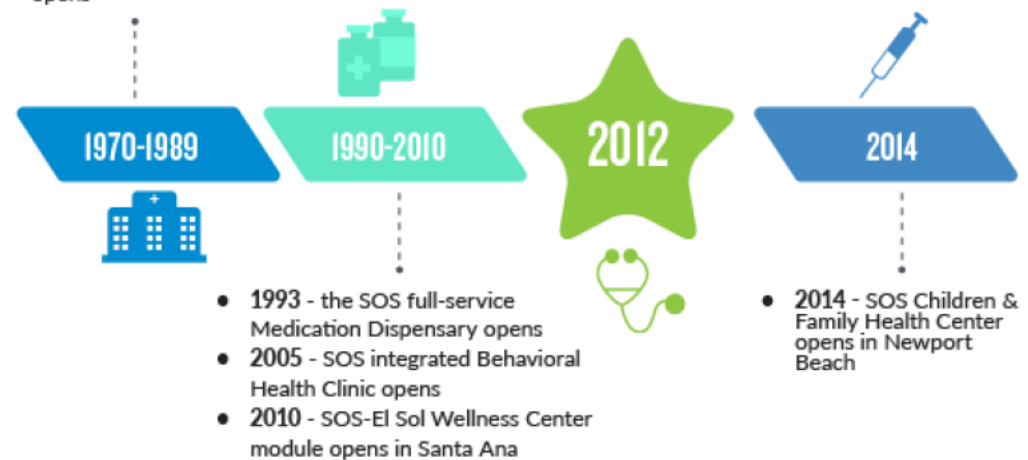 1970-1989
1990-2010
2012
2014
• 1993 - the SOS full-service
Medication Dispensary opens
• 2005 - SOS integrated Behavioral
Health Clinic opens
• 2010 - SOS-El Sol Wellness Center
module opens in Santa Ana
• 2014 - SOS Children &
Family Health Center
opens in Newport
Beach